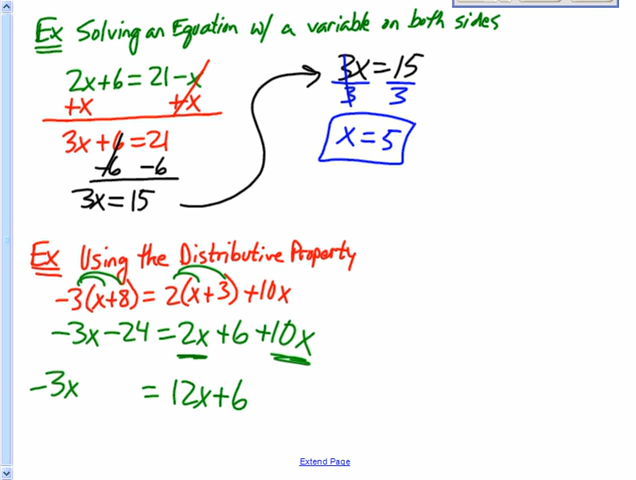 Ex Solving an Equation w/ a variable on both sides
2x+6=21-x
+x +x
3x+6=21
-6 -6
3x=15
3x=15
3 3
x=5
Ex Using the Distributive Property
-3(x+8)=2(x+3)+10x
-3x-24=2x+6+10x
-3x =12x+6
Extend Page